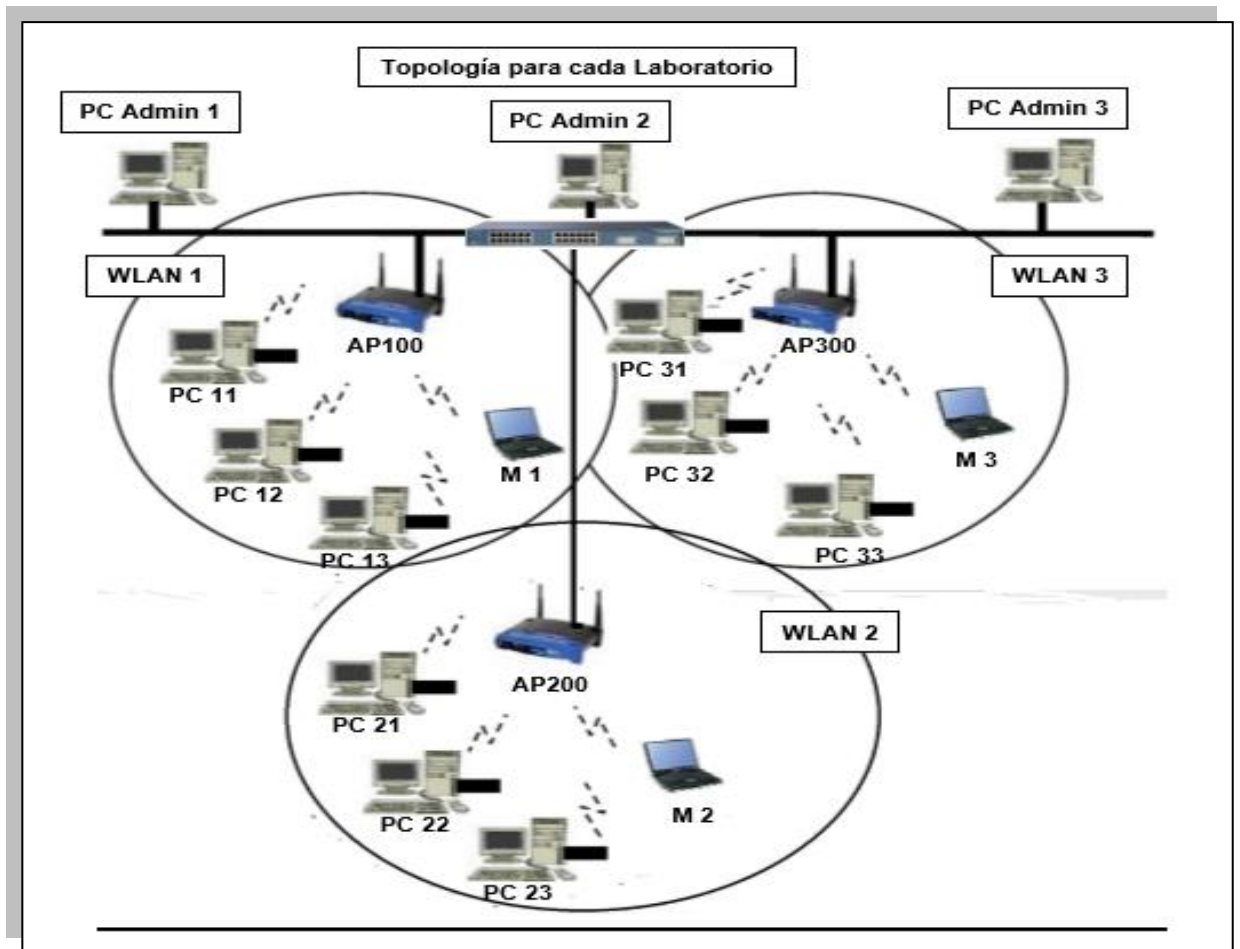 Topología para cada Laboratorio
PC Admin 1
PC Admin 2
PC Admin 3
WLAN 1
WLAN 3
AP100
AP300
PC 11
PC 31
PC 12
M 1
PC 32
M 3
PC 13
PC 33
WLAN 2
AP200
PC 21
PC 22
M 2
PC 23